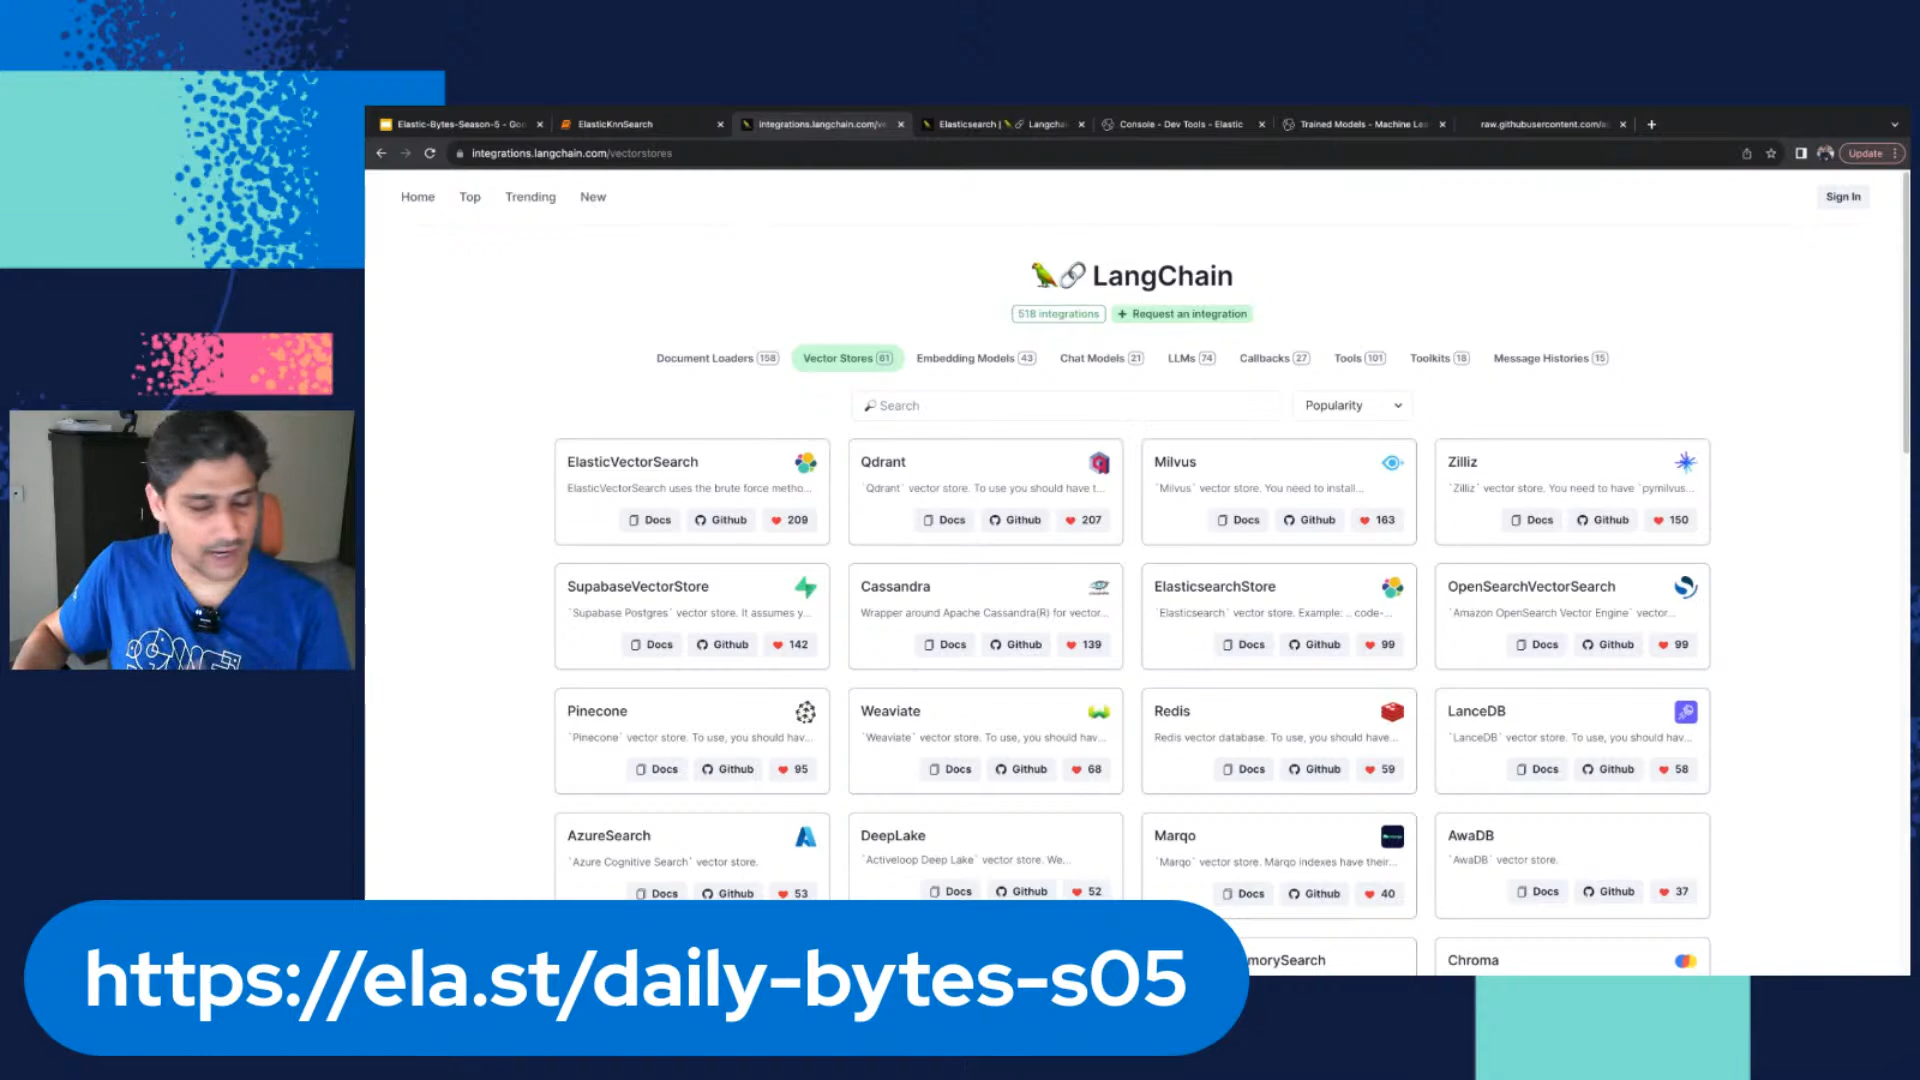 Elastic-Bytes-Season-5 - Goo
ElasticKnnSearch
integrations.langchain.com/ve
Elasticsearch | Langchai
Console - Dev Tools - Elastic
Trained Models - Machine Le
raw.githubusercontent.com/a
integrations.langchain.com/vectorstores
Update
Home Top Trending New
Sign In
LangChain
518 integrations + Request an integration
Document Loaders 158 Vector Stores 61 Embedding Models 43 Chat Models 21 LLMs 74 Callbacks 27 Tools 101 Toolkits 18 Message Histories 15
Search
Popularity
ElasticVectorSearch
ElasticVectorSearch uses the brute force metho...
Docs Github 209
Qdrant
`Qdrant` vector store. To use you should have t...
Docs Github 207
Milvus
`Milvus` vector store. You need to install...
Docs Github 163
Zilliz
`Zilliz` vector store. You need to have `pymilvus...
Docs Github 150
SupabaseVectorStore
`Supabase Postgres` vector store. It assumes y...
Docs Github 142
Cassandra
Wrapper around Apache Cassandra(R) for vector...
Docs Github 139
ElasticsearchStore
`Elasticsearch` vector store. Example: .. code-...
Docs Github 99
OpenSearchVectorSearch
`Amazon OpenSearch Vector Engine` vector...
Docs Github 99
Pinecone
`Pinecone` vector store. To use, you should hav...
Docs Github 95
Weaviate
`Weaviate` vector store. To use, you should hav...
Docs Github 68
Redis
Redis vector database. To use, you should have...
Docs Github 59
LanceDB
`LanceDB` vector store. To use, you should hav...
Docs Github 58
AzureSearch
`Azure Cognitive Search` vector store.
Docs Github 53
DeepLake
`Activeloop Deep Lake` vector store. We...
Docs Github 52
Marqo
`Marqo` vector store. Marqo indexes have their...
Docs Github 40
AwaDB
`AwaDB` vector store.
Docs Github 37
morySearch
Chroma
https://ela.st/daily-bytes-s05